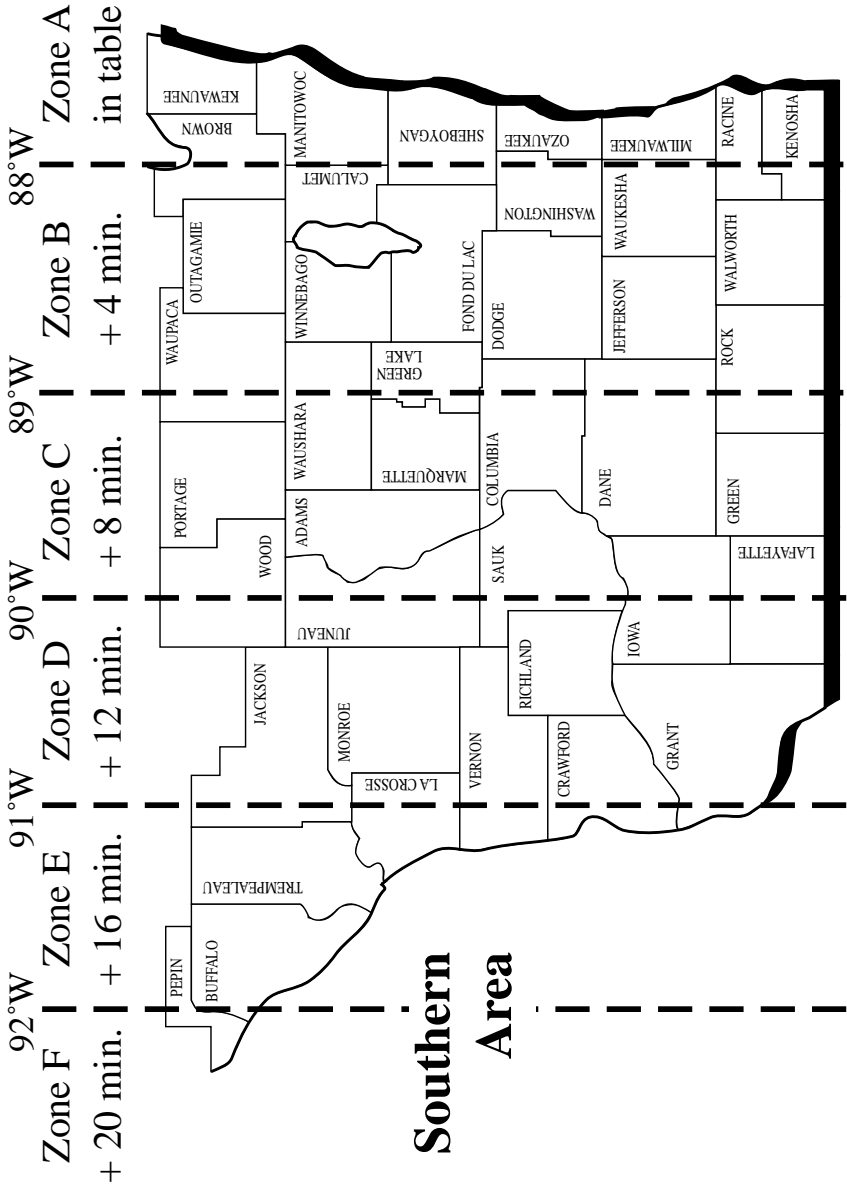 Zone F
92°W
Zone E
91°W
Zone D
90°W
Zone C
89°W
Zone B
88°W
Zone A
+ 20 min.
+ 16 min.
+ 12 min.
+ 8 min.
+ 4 min.
in table
PEPIN
BUFFALO
TREMPEALEAU
JACKSON
WOOD
PORTAGE
WAUPACA
OUTAGAMIE
BROWN
KEWAUNEE
LA CROSSE
MONROE
JUNEAU
ADAMS
WAUSHARA
WINNEBAGO
CALUMET
MANITOWOC
MARQUETTE
GREEN
LAKE
FOND DU LAC
SHEBOYGAN
VERNON
SAUK
COLUMBIA
DODGE
WASHINGTON
OZAUKEE
RICHLAND
CRAWFORD
DANE
JEFFERSON
WAUKESHA
MILWAUKEE
GRANT
IOWA
LAFAYETTE
GREEN
ROCK
WALWORTH
RACINE
KENOSHA
Southern
Area